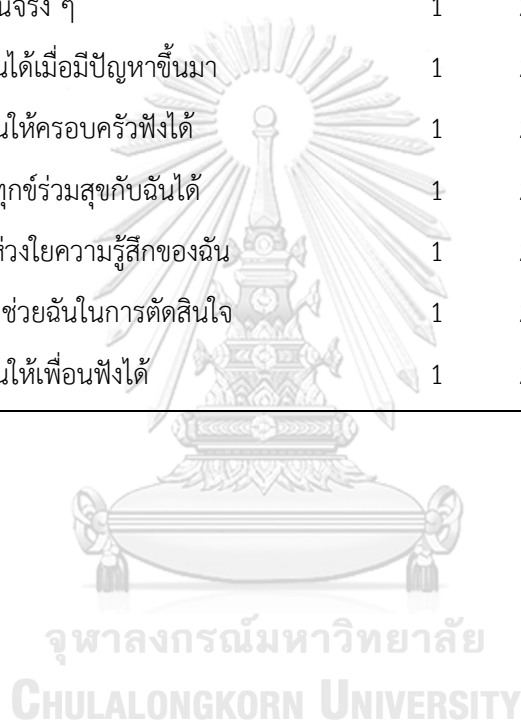 นจริง ๆ 1 .
นได้เมื่อมีปัญหาขึ้นมา 1 .
นให้ครอบครัวฟังได้ 1 .
ทุกข์ร่วมสุขกับฉันได้ 1 .
ห่วงใยความรู้สึกของฉัน 1 .
ช่วยฉันในการตัดสินใจ 1 .
นให้เพื่อนฟังได้ 1 .
จุฬาลงกรณ์มหาวิทยาลัย
CHULALONGKORN UNIVERSITY